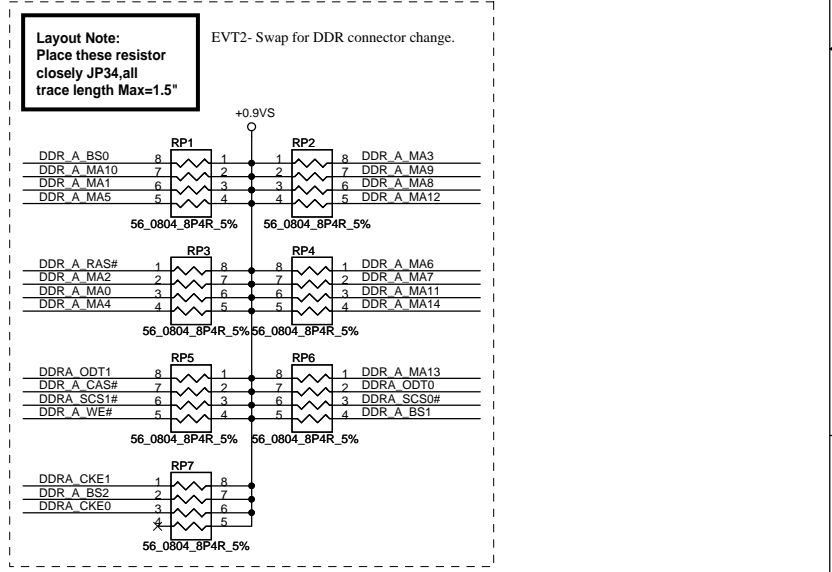 Layout Note:
Place these resistor
closely JP34,all
trace length Max=1.5"
EVT2- Swap for DDR connector change.
+0.9VS
RP1 RP2
DDR_A_BS0 8 1 1 8 DDR_A_MA3
DDR_A_MA10 7 2 2 7 DDR_A_MA9
DDR_A_MA1 6 3 3 6 DDR_A_MA8
DDR_A_MA5 5 4 4 5 DDR_A_MA12
56_0804_8P4R_5% 56_0804_8P4R_5%
RP3 RP4
DDR_A_RAS# 1 8 8 1 DDR_A_MA6
DDR_A_MA2 2 7 7 2 DDR_A_MA7
DDR_A_MA0 3 6 6 3 DDR_A_MA11
DDR_A_MA4 4 5 5 4 DDR_A_MA14
56_0804_8P4R_5% 56_0804_8P4R_5%
RP5 RP6
DDRA_ODT1 8 1 8 1 DDR_A_MA13
DDR_A_CAS# 7 2 7 2 DDRA_ODT0
DDRA_SCS1# 6 3 6 3 DDRA_SCS0#
DDR_A_WE# 5 4 5 4 DDR_A_BS1
56_0804_8P4R_5% 56_0804_8P4R_5%
RP7
DDRA_CKE1 1 8
DDR_A_BS2 2 7
DDRA_CKE0 3 6
4 5
56_0804_8P4R_5%